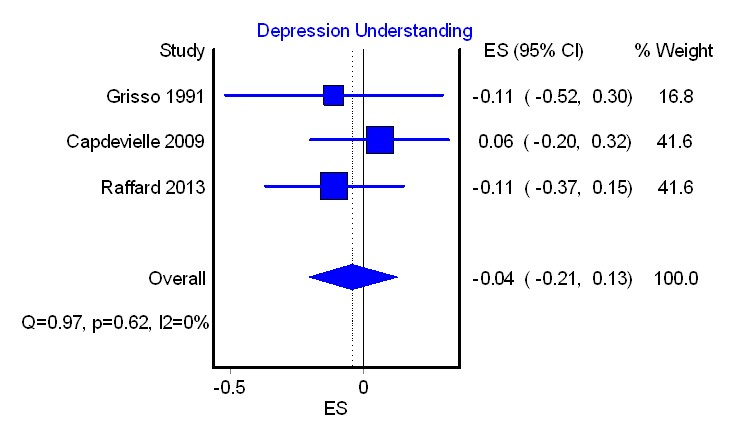 Depression Understanding
Study ES (95% CI) % Weight
Grisso 1991 -0.11 ( -0.52, 0.30) 16.8
Capdevielle 2009 0.06 ( -0.20, 0.32) 41.6
Raffard 2013 -0.11 ( -0.37, 0.15) 41.6
Overall -0.04 ( -0.21, 0.13) 100.0
Q=0.97, p=0.62, I2=0%
-0.5 0
ES